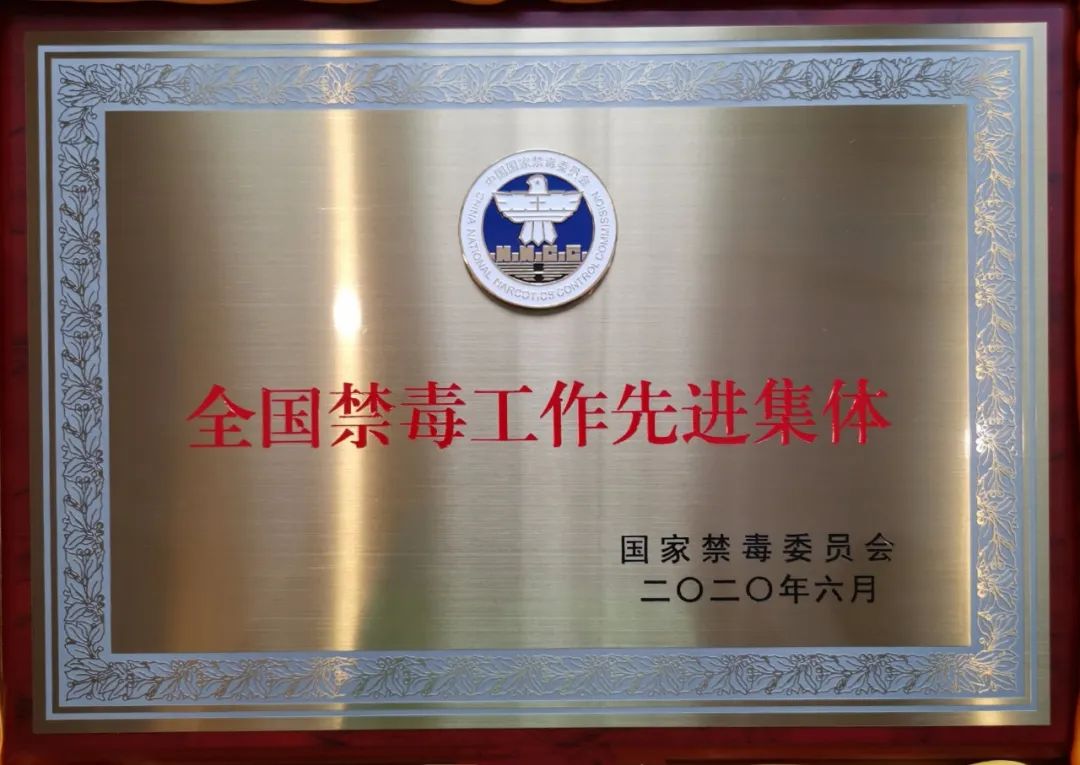 中国国家禁毒委员会
CHINA NATIONAL NARCOTICS CONTROL COMMISSION
N.N.C.C
全国禁毒工作先进集体
国家禁毒委员会
二〇二〇年六月